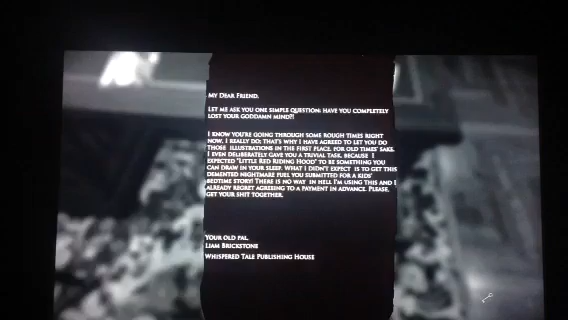 My Dear Friend,
Let me ask you one simple question: have you completely
lost your goddamn mind?!
I know you're going through some rough times right
now, I really do; that's why I have agreed to let you do
those illustrations in the first place, for old times' saks.
I even deliberately gave you a trivial task, because I
expected "Little Red Riding Hood" to be something you
can draw in your sleep. What I didn't expect is to get this
demented nightmare fuel you submitted for a kids'
bedtime story! There is no way in hell I'm using this and I
already regret agreeing to a payment in advance. Please,
get your shit together.
Your old pal,
Liam Brickstone
Whispered Tale Publishing House